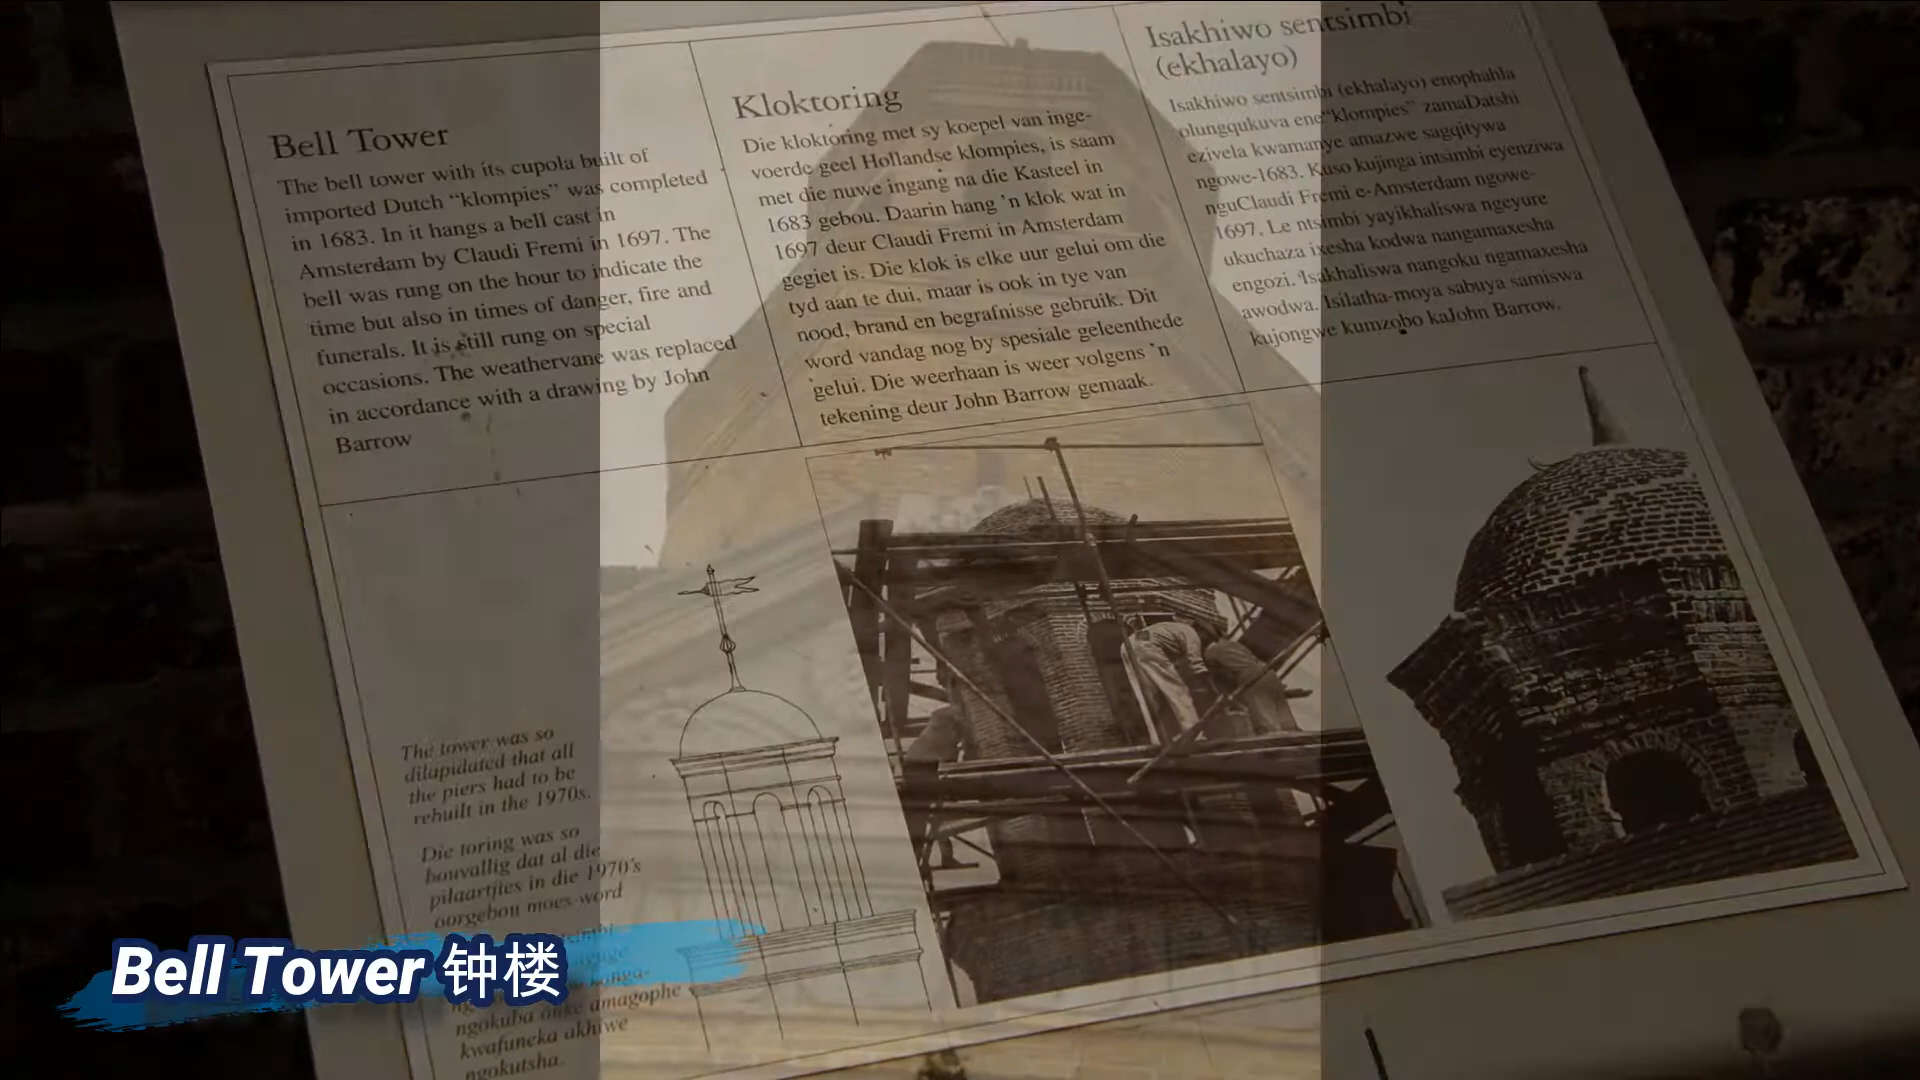 Bell Tower
The bell tower with its cupola built of
imported Dutch “klompies” was completed
in 1683. In it hangs a bell cast in
Amsterdam by Claudi Fremi in 1697. The
bell was rung on the hour to indicate the
time but also in times of danger, fire and
funerals. It is still rung on special
occasions. The weathervane was replaced
in accordance with a drawing by John
Barrow
Kloktoring
Die kloktoring met sy koepel van inge-
voerde geel Hollandse klompies, is saam
met die nuwe ingang na die Kasteel in
1683 gebou. Daarin hang 'n klok wat in
1697 deur Claudi Fremi in Amsterdam
gegiet is. Die klok is elke uur gelui om die
tyd aan te dui, maar is ook in tye van
nood, brand en begrafnisse gebruik. Dit
word vandag nog by spesiale geleenthede
gelui. Die weerhaan is weer volgens 'n
tekening deur John Barrow gemaak.
Isakhiwo sentsimbi
(ekhalayo)
Isakhiwo sentsimbi (ekhalayo) enophahla
olungqukuva ene “klompies” zamaDatshi
ezivela kwamanye amazwe sagqitywa
ngowe-1683. Kuso kujinga intsimbi eyenziwa
nguClaudi Fremi e-Amsterdam ngowe-
1697. Le ntsimbi yayikhaliswa ngeyure
ukuchaza ixesha kodwa nangamaxesha
engozi. Isakhaliswa nangoku ngamaxesha
awodwa. Isilatha-moya sabuya samiswa
kujongwe kumzobo kaJohn Barrow.
The tower was so
dilapidated that all
the piers had to be
rebuilt in the 1970s.
Die toring was so
bouvallig dat al die
pilaartjies in die 1970's
oorgebou moes word
ngokuba onke amagophe
kwafuneka akhiwe
ngokutsha.
Bell Tower 钟楼